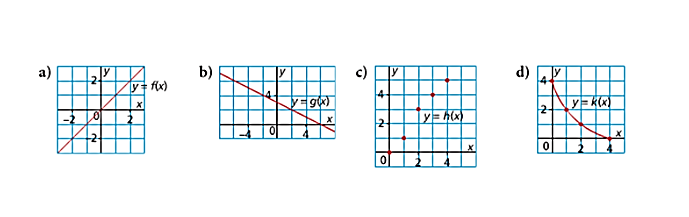 a) y 2 y = f(x) x -2 0 2 -2
b) y 4 y = g(x) x -4 0 4
c) y 4 2 y = h(x) x 0 2 4
d) y 4 2 y = k(x) x 0 2 4